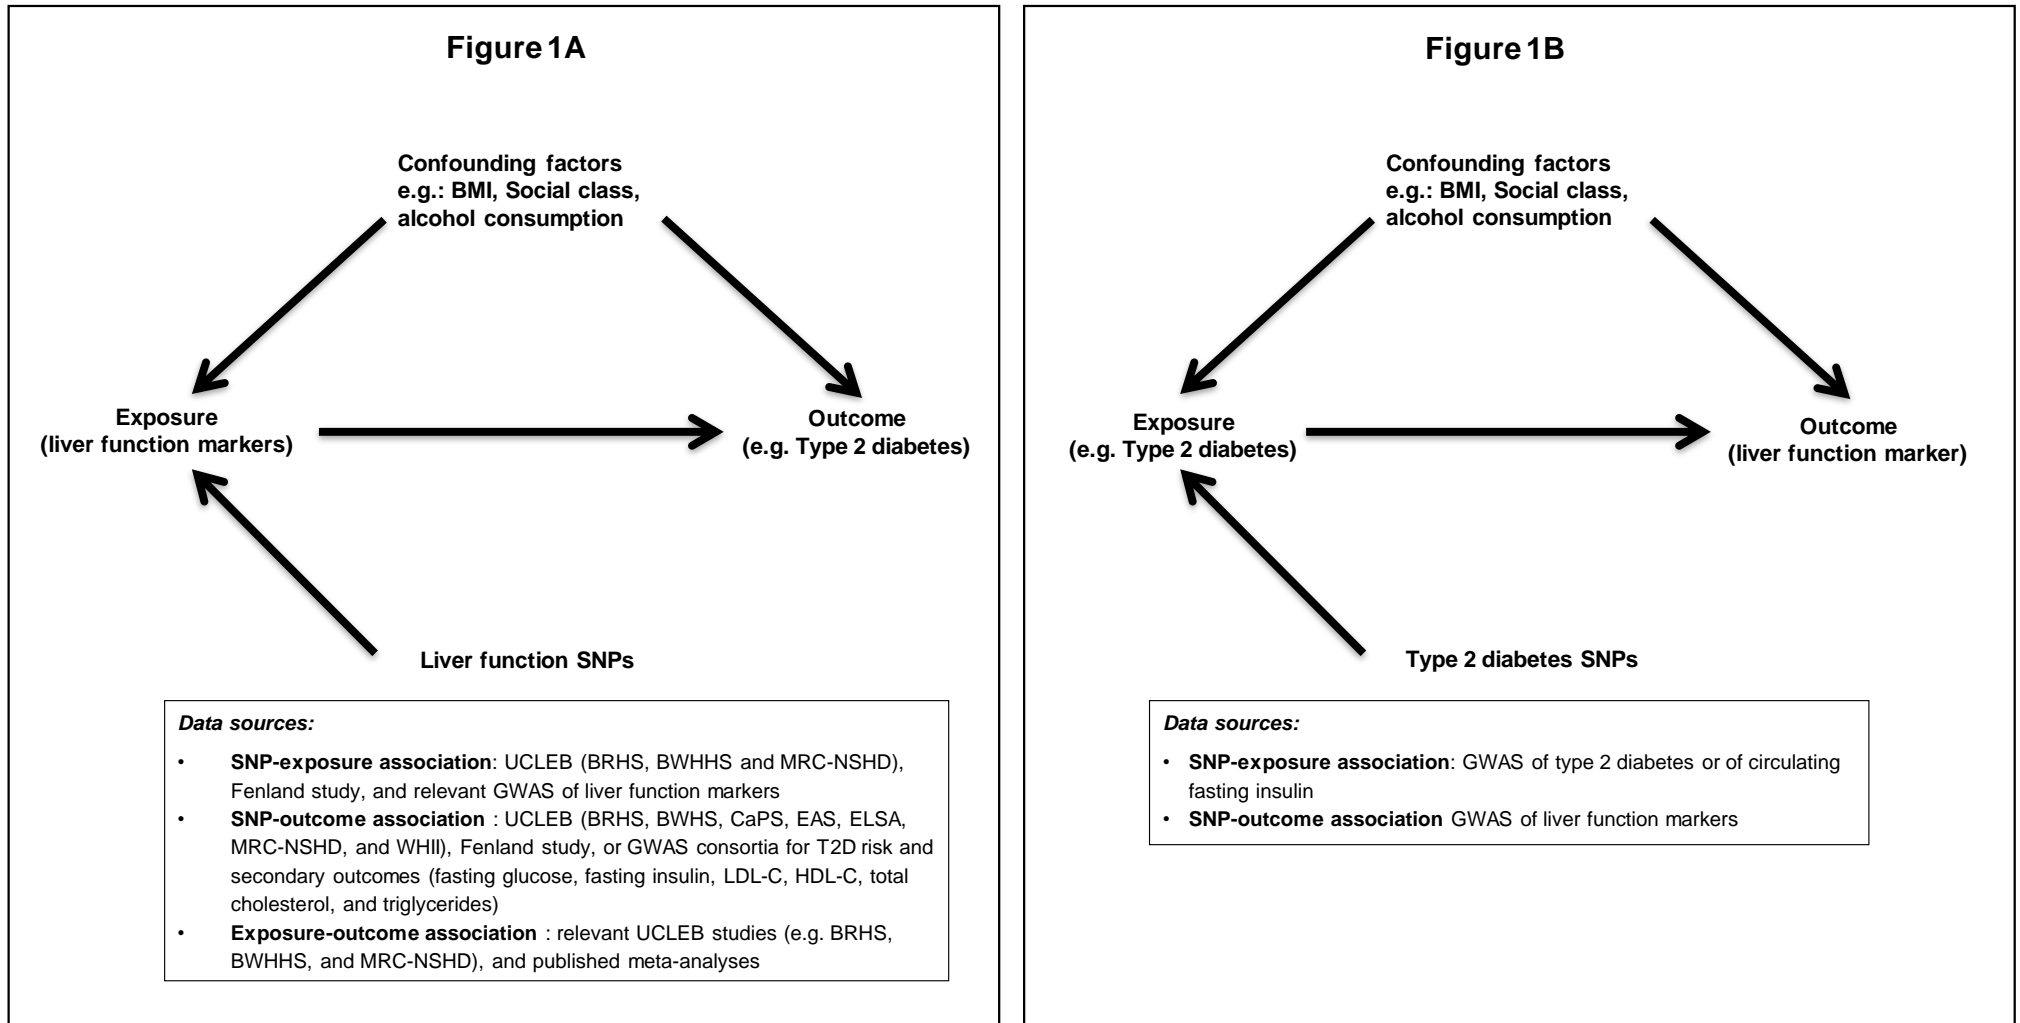 Figure 1A
Confounding factors
e.g.: BMI, Social class,
alcohol consumption
Exposure
(liver function markers)
Outcome
(e.g. Type 2 diabetes)
Liver function SNPs
Data sources:
• SNP-exposure association: UCLEB (BRHS, BWHHS and MRC-NSHD),
Fenland study, and relevant GWAS of liver function markers
• SNP-outcome association : UCLEB (BRHS, BWHS, CaPS, EAS, ELSA,
MRC-NSHD, and WHII), Fenland study, or GWAS consortia for T2D risk and
secondary outcomes (fasting glucose, fasting insulin, LDL-C, HDL-C, total
cholesterol, and triglycerides)
• Exposure-outcome association : relevant UCLEB studies (e.g. BRHS,
BWHHS, and MRC-NSHD), and published meta-analyses
Figure 1B
Confounding factors
e.g.: BMI, Social class,
alcohol consumption
Exposure
(e.g. Type 2 diabetes)
Outcome
(liver function marker)
Type 2 diabetes SNPs
Data sources:
• SNP-exposure association: GWAS of type 2 diabetes or of circulating
fasting insulin
• SNP-outcome association GWAS of liver function markers